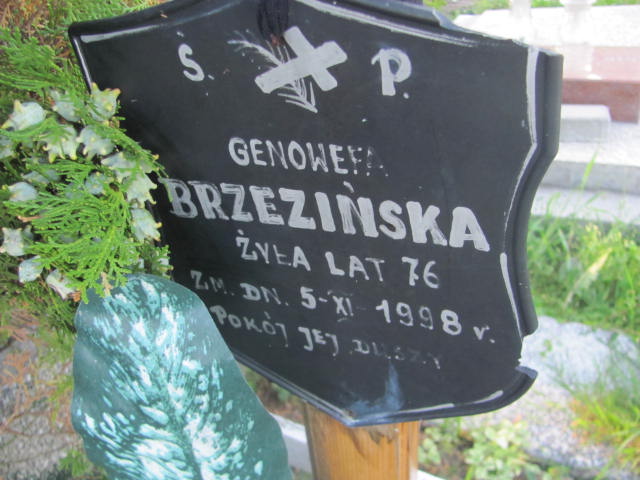 Ś. P.
GENOWEFA
BRZEZIŃSKA
ŻYŁA LAT 76
ZM. DN. 5-XI-1998 r.
POKÓJ JEJ DUSZY